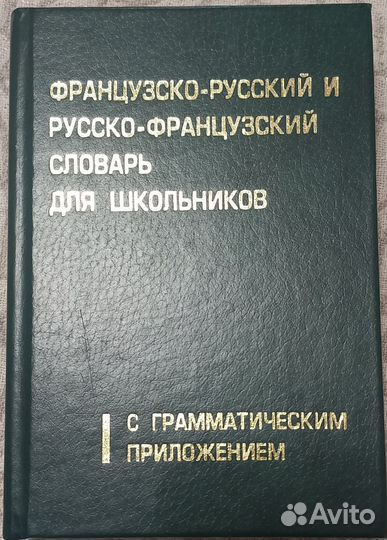 ФРАНЦУЗСКО-РУССКИЙ И
РУССКО-ФРАНЦУЗСКИЙ
СЛОВАРЬ
ДЛЯ ШКОЛЬНИКОВ
С ГРАММАТИЧЕСКИМ
ПРИЛОЖЕНИЕМ
Avito